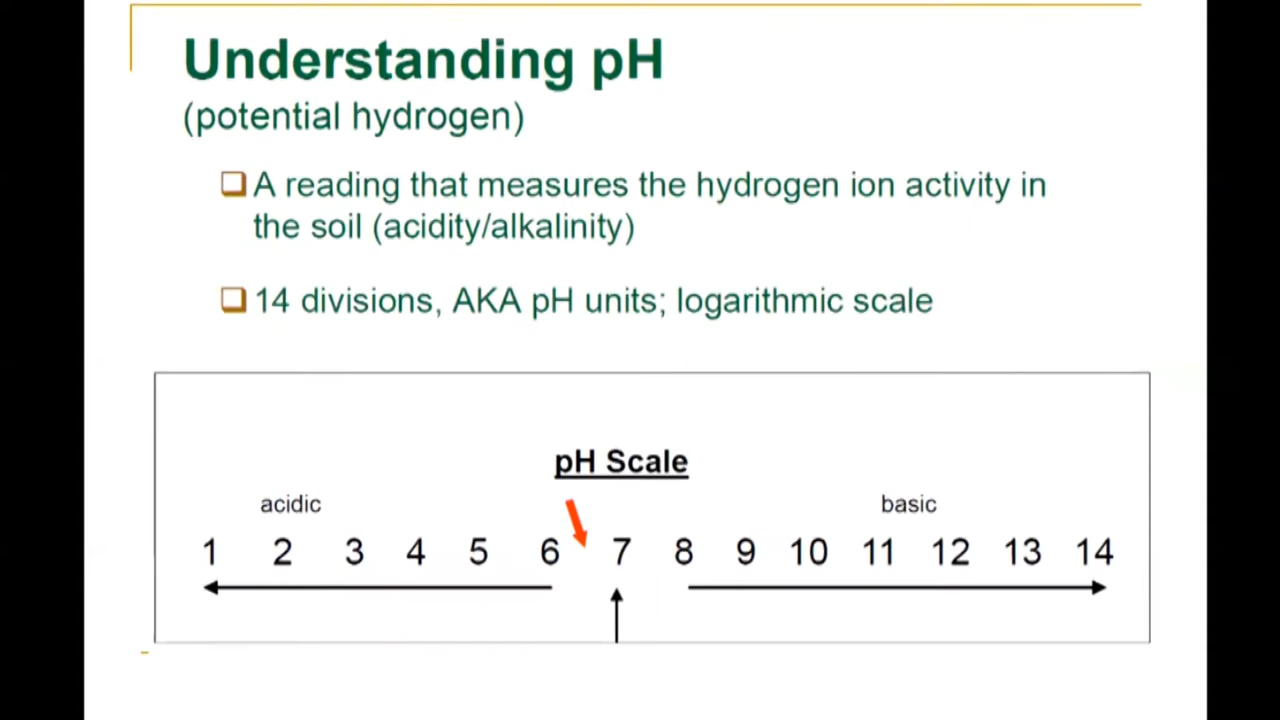 Understanding pH
(potential hydrogen)
A reading that measures the hydrogen ion activity in
the soil (acidity/alkalinity)
14 divisions, AKA pH units; logarithmic scale
pH Scale
acidic basic
1 2 3 4 5 6 7 8 9 10 11 12 13 14